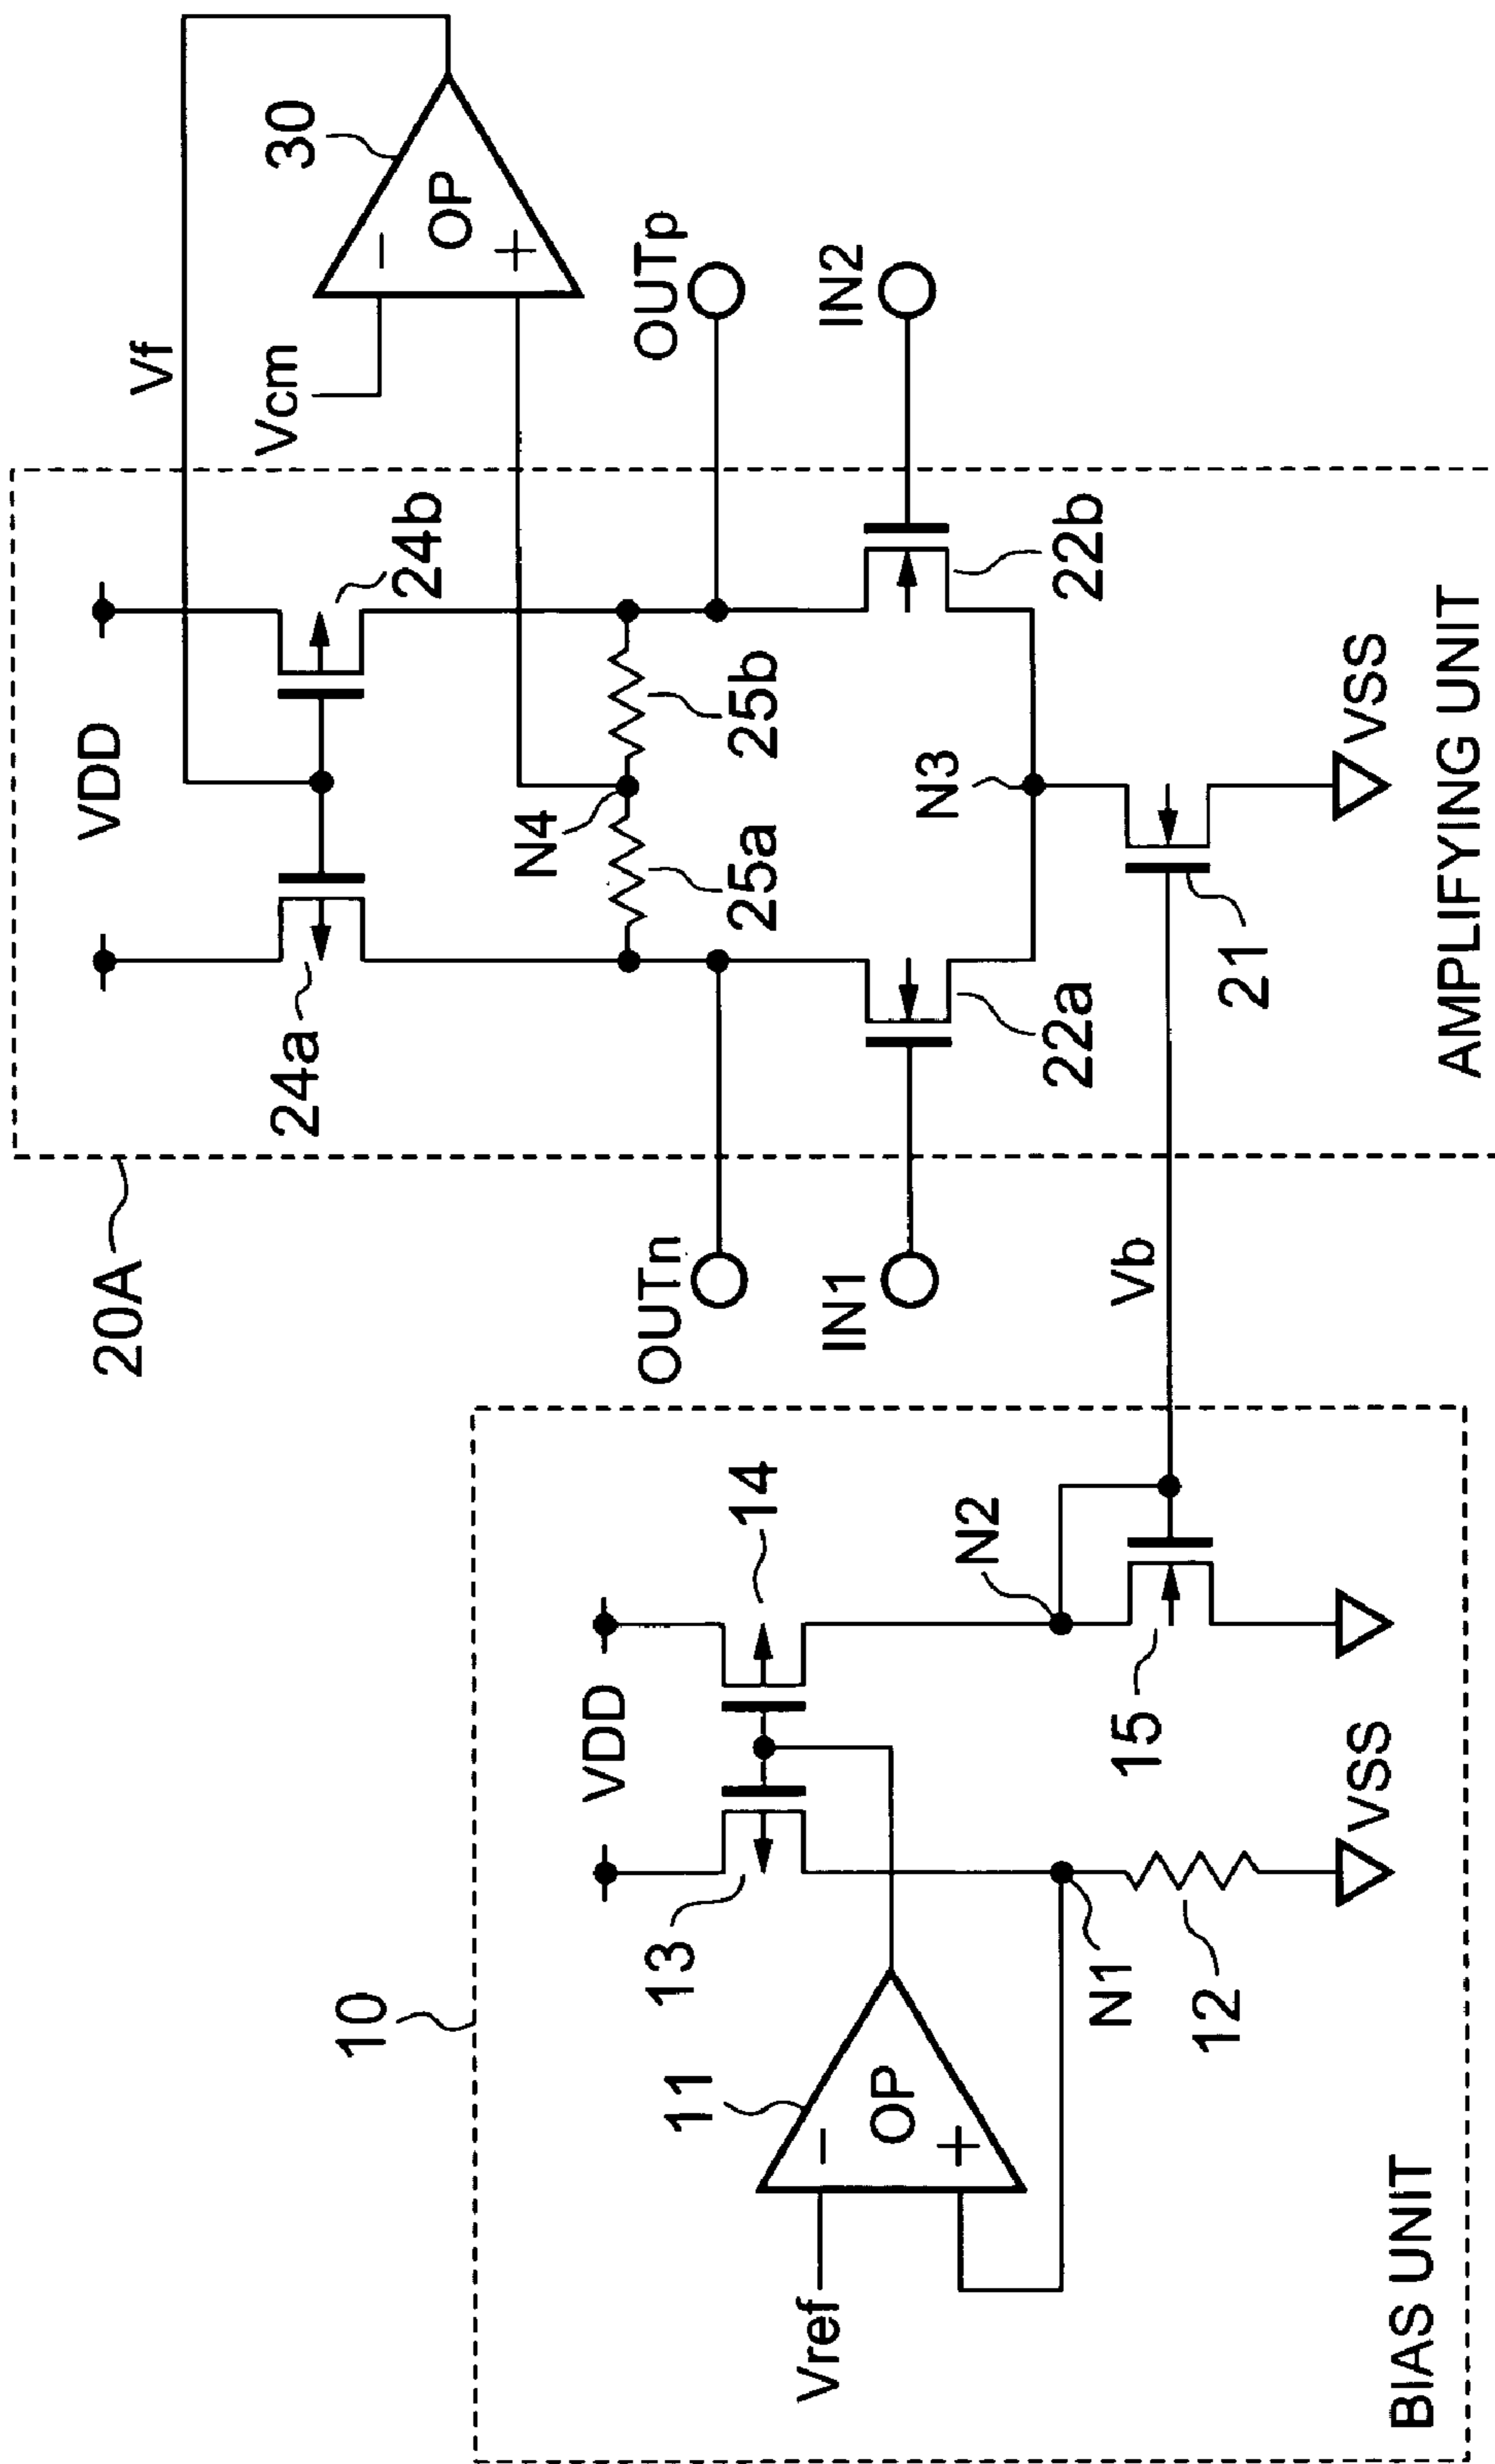 10
11
Vref
−
+
OP
13
VDD
14
N1
12
VSS
N2
15
BIAS UNIT
Vb
20A
OUTn
IN1
VDD
24a
24b
N4
25a
25b
22a
22b
N3
21
VSS
AMPLIFYING UNIT
Vf
Vcm
−
+
OP
30
OUTp
IN2